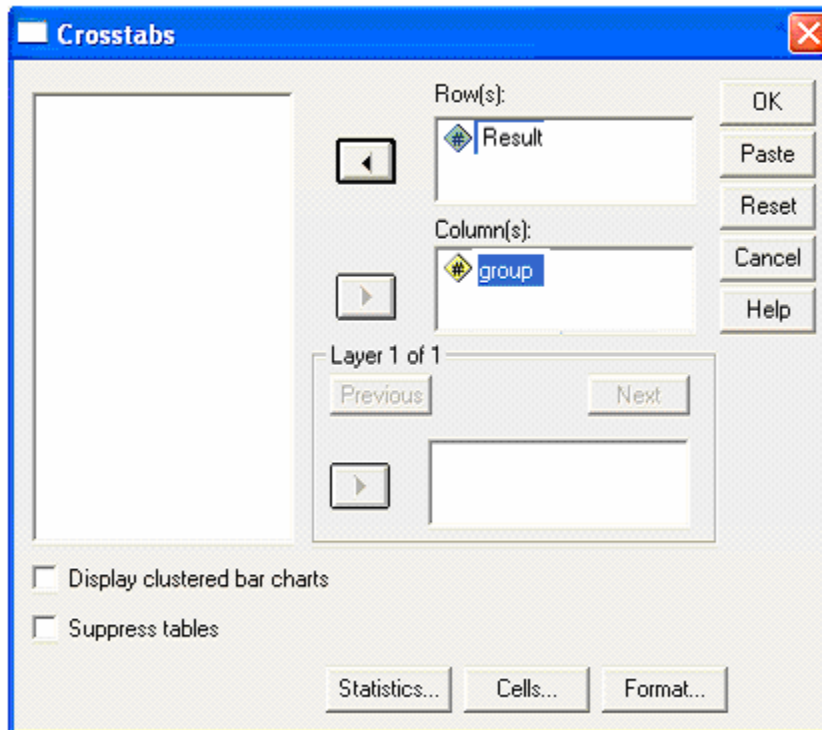 Crosstabs
Row(s):
# Result
OK
Paste
Reset
Column(s):
# group
Cancel
Help
Layer 1 of 1
Previous
Next
Display clustered bar charts
Suppress tables
Statistics...
Cells...
Format...